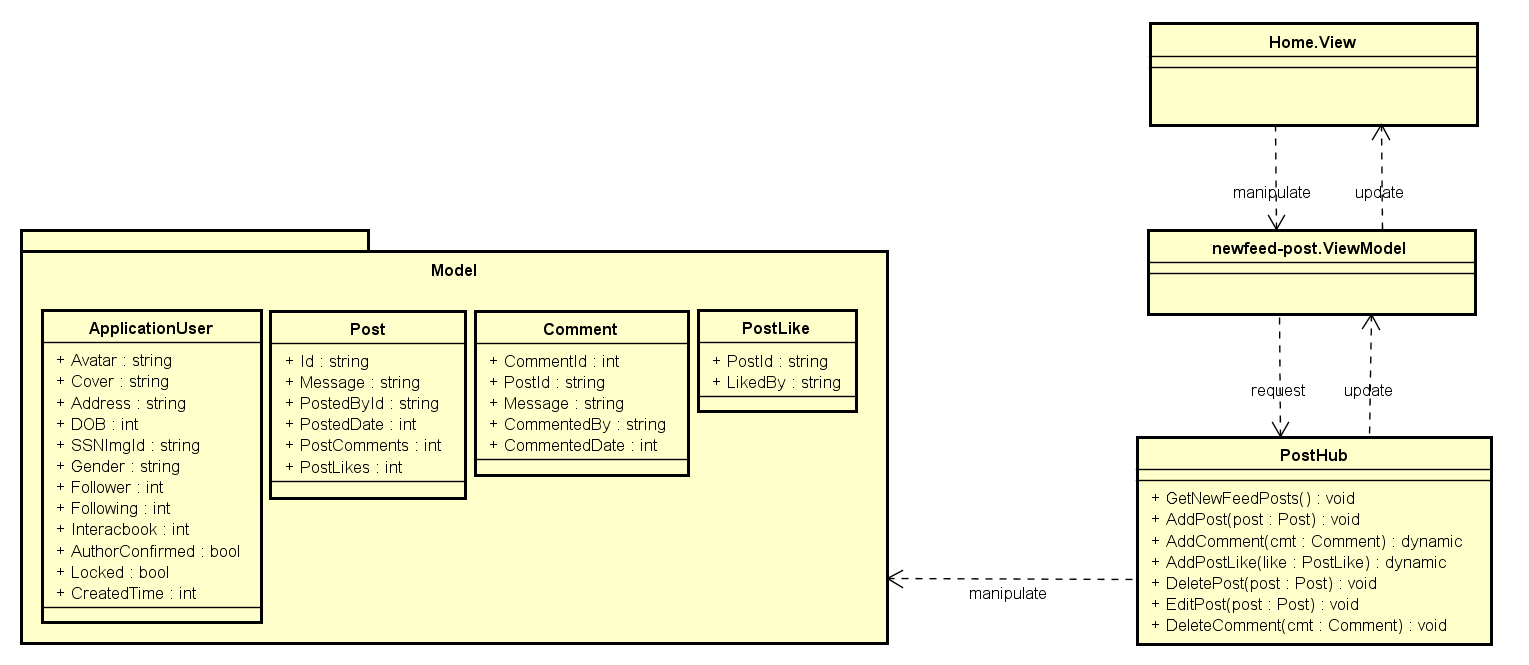 Home.View
manipulate
update
newfeed-post.ViewModel
request
update
PostHub
+ GetNewFeedPosts() : void
+ AddPost(post : Post) : void
+ AddComment(cmt : Comment) : dynamic
+ AddPostLike(like : PostLike) : dynamic
+ DeletePost(post : Post) : void
+ EditPost(post : Post) : void
+ DeleteComment(cmt : Comment) : void
manipulate
Model
ApplicationUser
+ Avatar : string
+ Cover : string
+ Address : string
+ DOB : int
+ SSNImgId : string
+ Gender : string
+ Follower : int
+ Following : int
+ Interacbook : int
+ AuthorConfirmed : bool
+ Locked : bool
+ CreatedTime : int
Post
+ Id : string
+ Message : string
+ PostedById : string
+ PostedDate : int
+ PostComments : int
+ PostLikes : int
Comment
+ CommentId : int
+ PostId : string
+ Message : string
+ CommentedBy : string
+ CommentedDate : int
PostLike
+ PostId : string
+ LikedBy : string